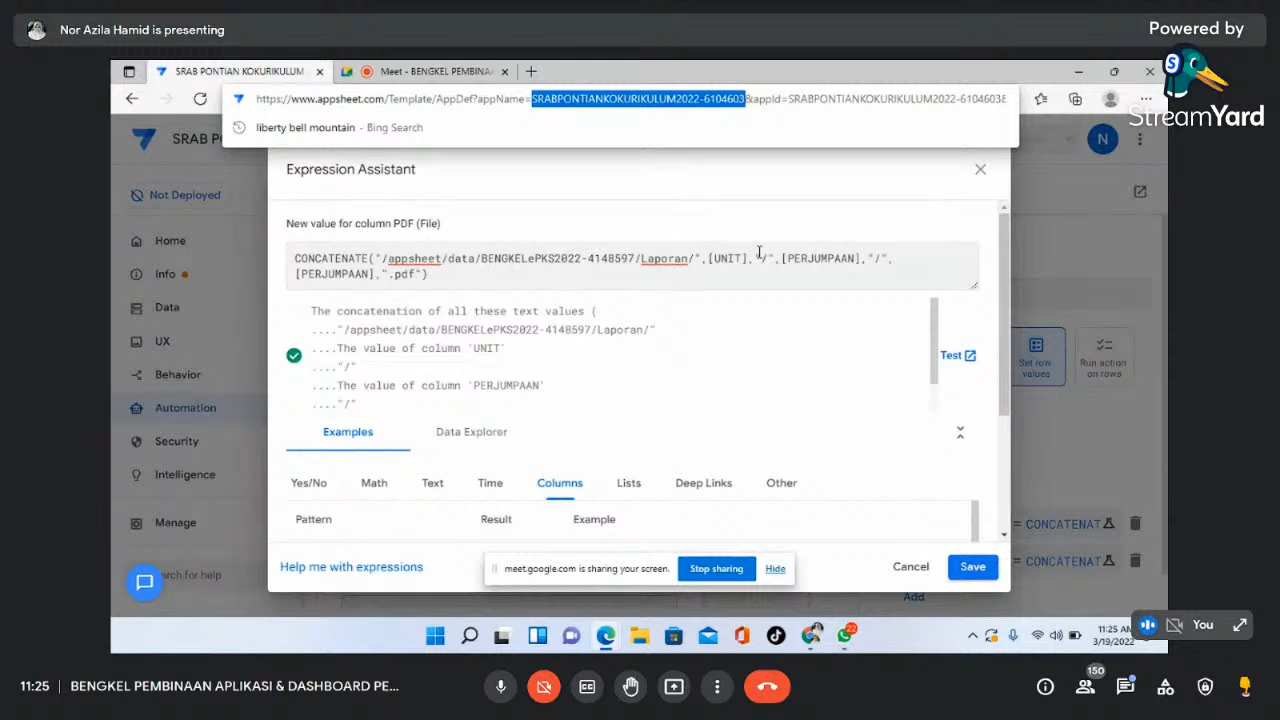 Nor Azila Hamid is presenting
Powered by
StreamYard
SRAB PONTIAN KOKURIKULUM
Meet - BENGKEL PEMBINA
https://www.appsheet.com/Template/AppDef?appName=SRABPONTIANKOKURIKULUM2022-6104603&appId=SRABPONTIANKOKURIKULUM2022-6104603&
liberty bell mountain - Bing Search
SRAB P
N
Not Deployed
Expression Assistant
Home
Info
Data
UX
Behavior
Automation
Security
Intelligence
Manage
arch for help
New value for column PDF (File)
CONCATENATE("/appsheet/data/BENGKELePKS2022-4148597/Laporan/",[UNIT],"/",[PERJUMPAAN],"/",
[PERJUMPAAN],".pdf")
The concatenation of all these text values (
...."/appsheet/data/BENGKELePKS2022-4148597/Laporan/"
....The value of column 'UNIT'
...."/"
....The value of column 'PERJUMPAAN'
...."/"
Test
Set row
values
Run action
on rows
Examples
Data Explorer
Yes/No
Math
Text
Time
Columns
Lists
Deep Links
Other
Pattern
Result
Example
= CONCATENAT
= CONCATENAT
Help me with expressions
meet.google.com is sharing your screen.
Stop sharing
Hide
Cancel
Save
Add
22
11:25 AM
3/19/2022
You
11:25 | BENGKEL PEMBINAAN APLIKASI & DASHBOARD PE...
150